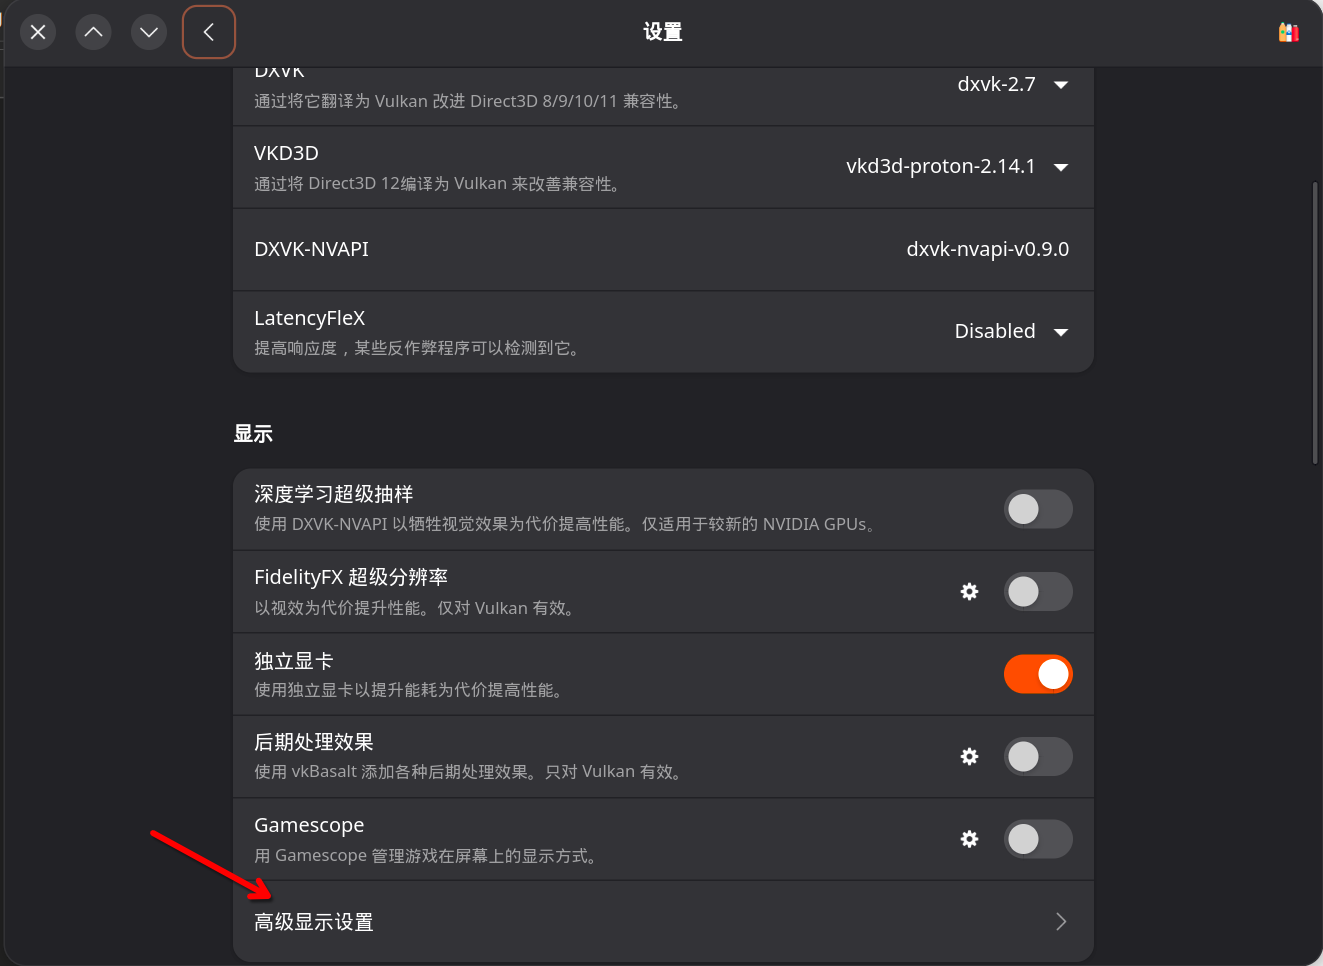 设置
DXVK
通过将它翻译为 Vulkan 改进 Direct3D 8/9/10/11 兼容性。
dxvk-2.7
VKD3D
通过将 Direct3D 12编译为 Vulkan 来改善兼容性。
vkd3d-proton-2.14.1
DXVK-NVAPI
dxvk-nvapi-v0.9.0
LatencyFleX
提高响应度，某些反作弊程序可以检测到它。
Disabled
显示
深度学习超级抽样
使用 DXVK-NVAPI 以牺牲视觉效果为代价提高性能。仅适用于较新的 NVIDIA GPUs。
FidelityFX 超级分辨率
以视效为代价提升性能。仅对 Vulkan 有效。
独立显卡
使用独立显卡以提升能耗为代价提高性能。
后期处理效果
使用 vkBasalt 添加各种后期处理效果。只对 Vulkan 有效。
Gamescope
用 Gamescope 管理游戏在屏幕上的显示方式。
高级显示设置